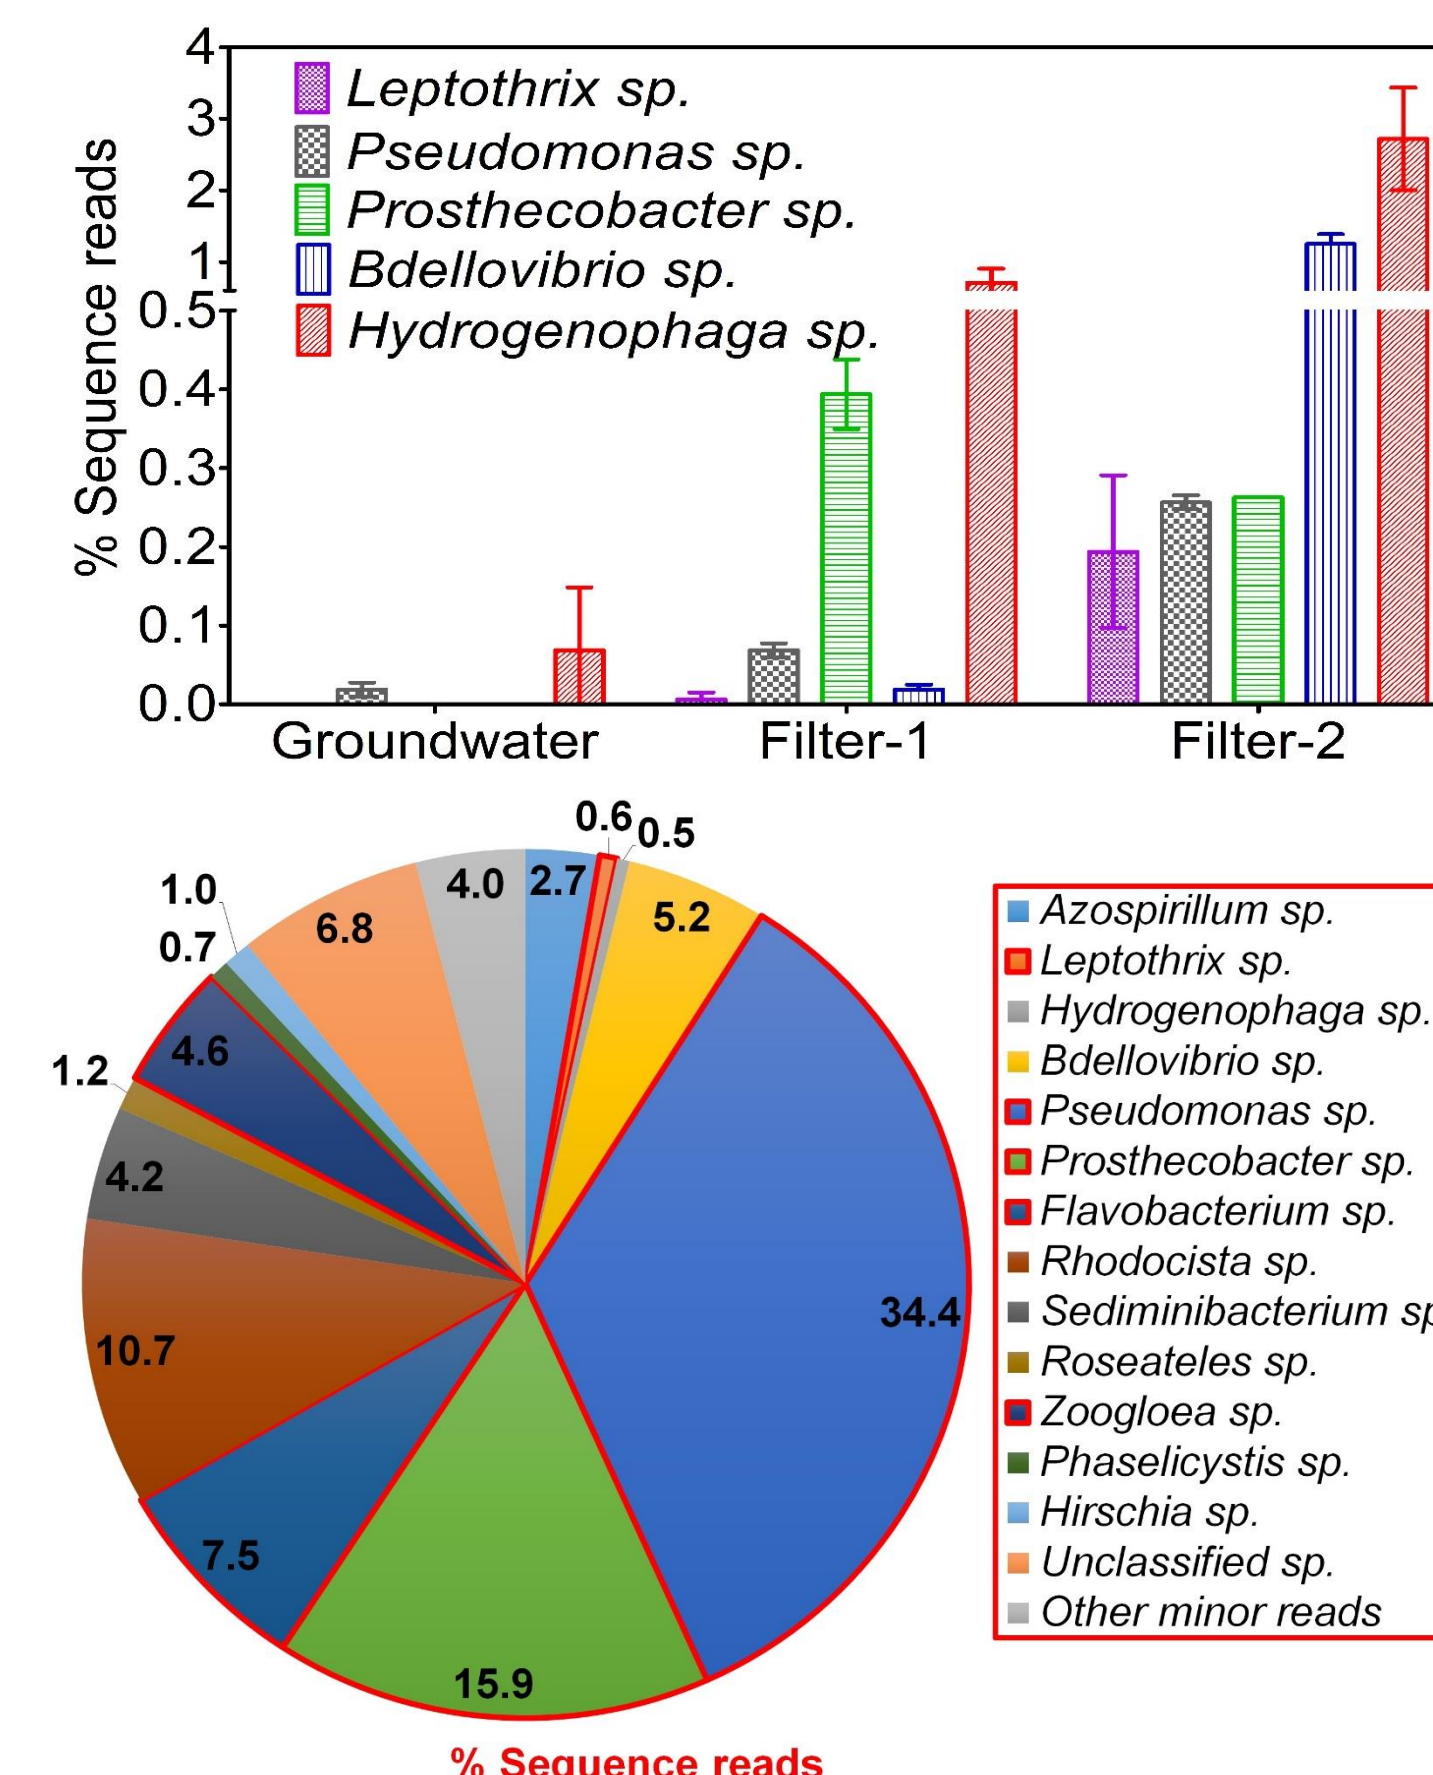 4
3
2
1
0.5
0.4
0.3
0.2
0.1
0.0
% Sequence reads
Leptothrix sp.
Pseudomonas sp.
Prosthecobacter sp.
Bdellovibrio sp.
Hydrogenophaga sp.
Groundwater Filter-1 Filter-2
0.6
0.5
2.7
5.2
34.4
15.9
7.5
10.7
4.2
1.2
4.6
0.7
1.0
6.8
4.0
Azospirillum sp.
Leptothrix sp.
Hydrogenophaga sp.
Bdellovibrio sp.
Pseudomonas sp.
Prosthecobacter sp.
Flavobacterium sp.
Rhodocista sp.
Sediminibacterium sp
Roseateles sp.
Zoogloea sp.
Phaselicystis sp.
Hirschia sp.
Unclassified sp.
Other minor reads
% Sequence reads